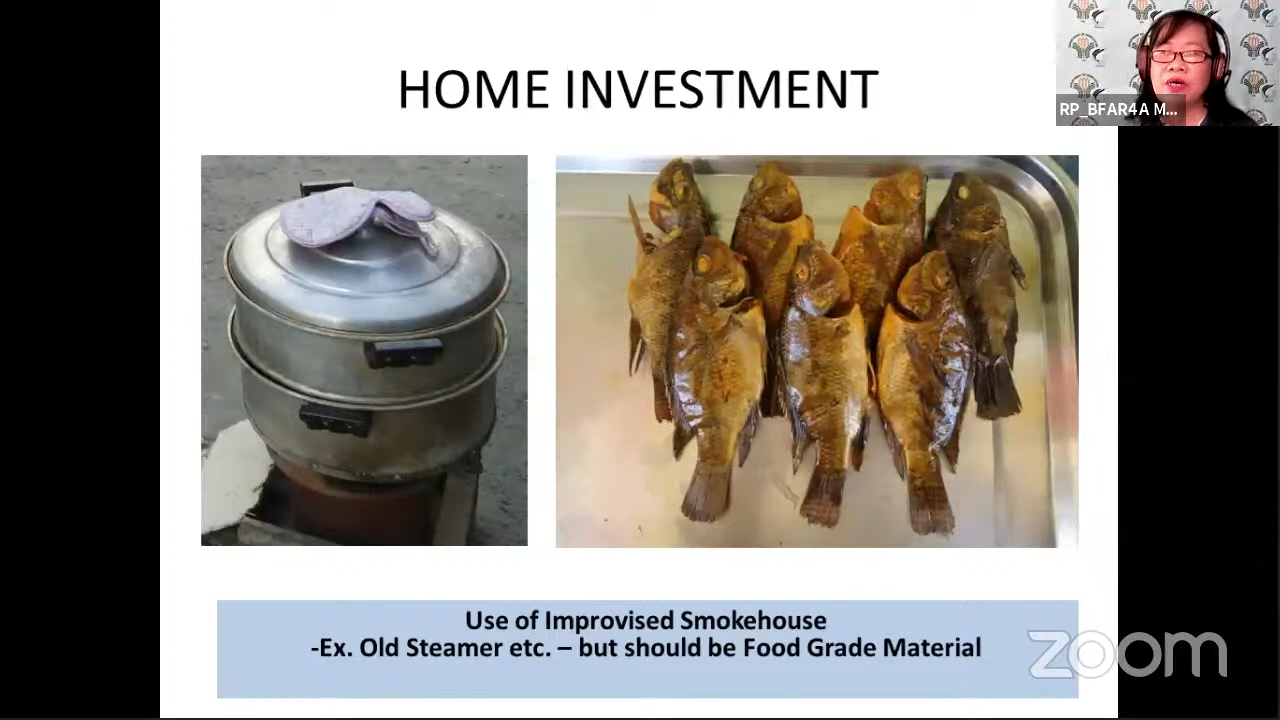 HOME INVESTMENT
RP_BFAR4A M...
Use of Improvised Smokehouse
-Ex. Old Steamer etc. – but should be Food Grade Material
zoom